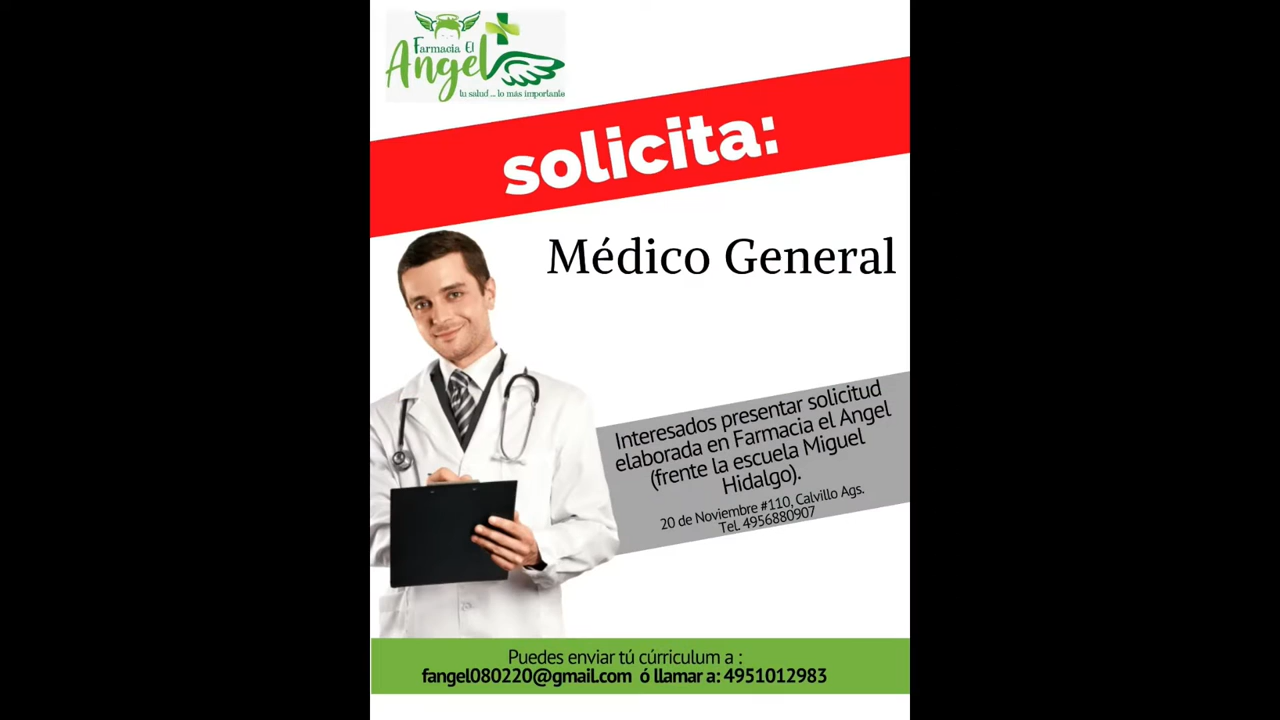 Farmacia El
Angel
tu salud ... lo más importante
solicita:
Médico General
Interesados presentar solicitud
elaborada en Farmacia el Angel
(frente la escuela Miguel
Hidalgo).
20 de Noviembre #110, Calvillo Ags.
Tel. 4956880907
Puedes enviar tú cúrriculum a :
fangel080220@gmail.com ó llamar a: 4951012983